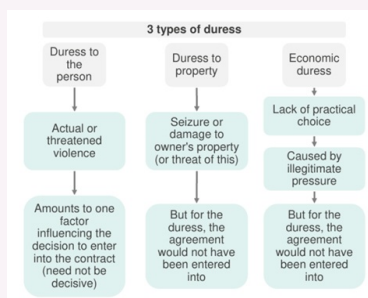 3 types of duress
Duress to
the
person
Actual or
threatened
violence
Amounts to one
factor
influencing the
decision to enter
into the contract
(need not be
decisive)
Duress to
property
Seizure or
damage to
owner's property
(or threat of this)
But for the
duress, the
agreement
would not have
been entered
into
Economic
duress
Lack of practical
choice
Caused by
illegitimate
pressure
But for the
duress, the
agreement
would not have
been entered
into